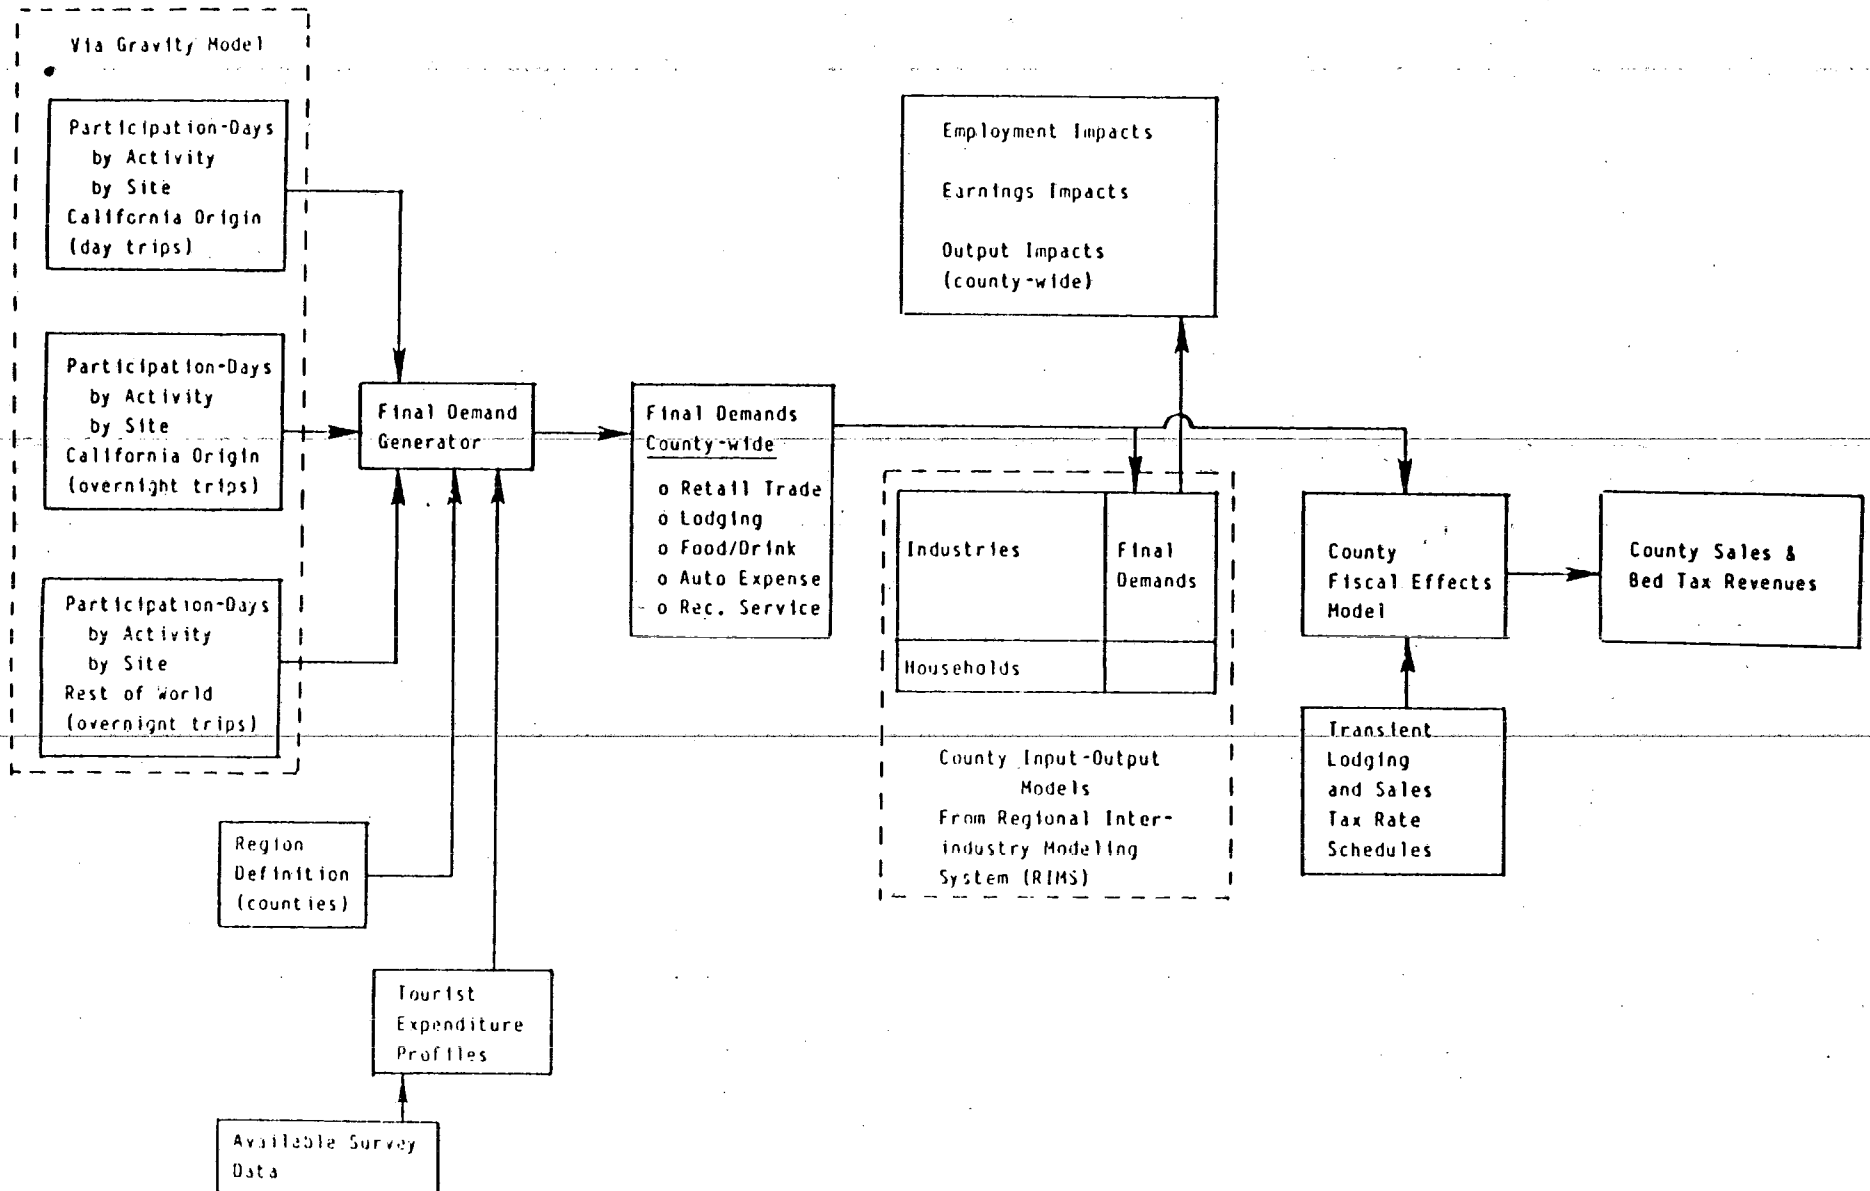 Via Gravity Model
Participation-Days
by Activity
by Site
California Origin
(day trips)
Participation-Days
by Activity
by Site
California Origin
(overnight trips)
Participation-Days
by Activity
by Site
Rest of World
(overnight trips)
Region
Definition
(counties)
Tourist
Expenditure
Profiles
Available Survey
Data
Final Demand
Generator
Final Demands
County-wide
o Retail Trade
o Lodging
o Food/Drink
o Auto Expense
o Rec. Service
Employment Impacts
Earnings Impacts
Output Impacts
(county-wide)
Industries
Final
Demands
Households
County Input-Output
Models
From Regional Inter-
industry Modeling
System (RIMS)
County
Fiscal Effects
Model
Transient
Lodging
and Sales
Tax Rate
Schedules
County Sales &
Bed Tax Revenues